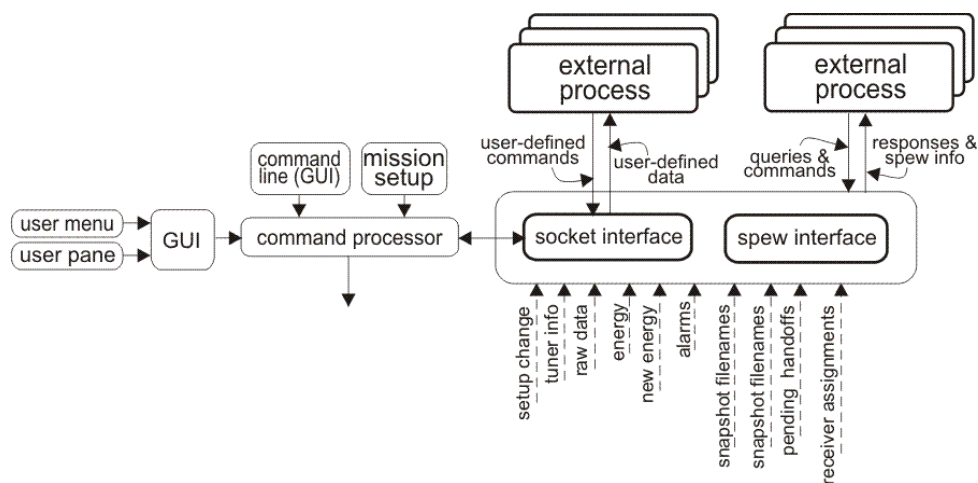 external
process
external
process
user-defined
commands
user-defined
data
queries &
commands
responses &
spew info
command
line (GUI)
mission
setup
user menu
user pane
GUI
command processor
socket interface
spew interface
setup change
tuner info
raw data
energy
new energy
alarms
snapshot filenames
snapshot filenames
pending handoffs
receiver assignments